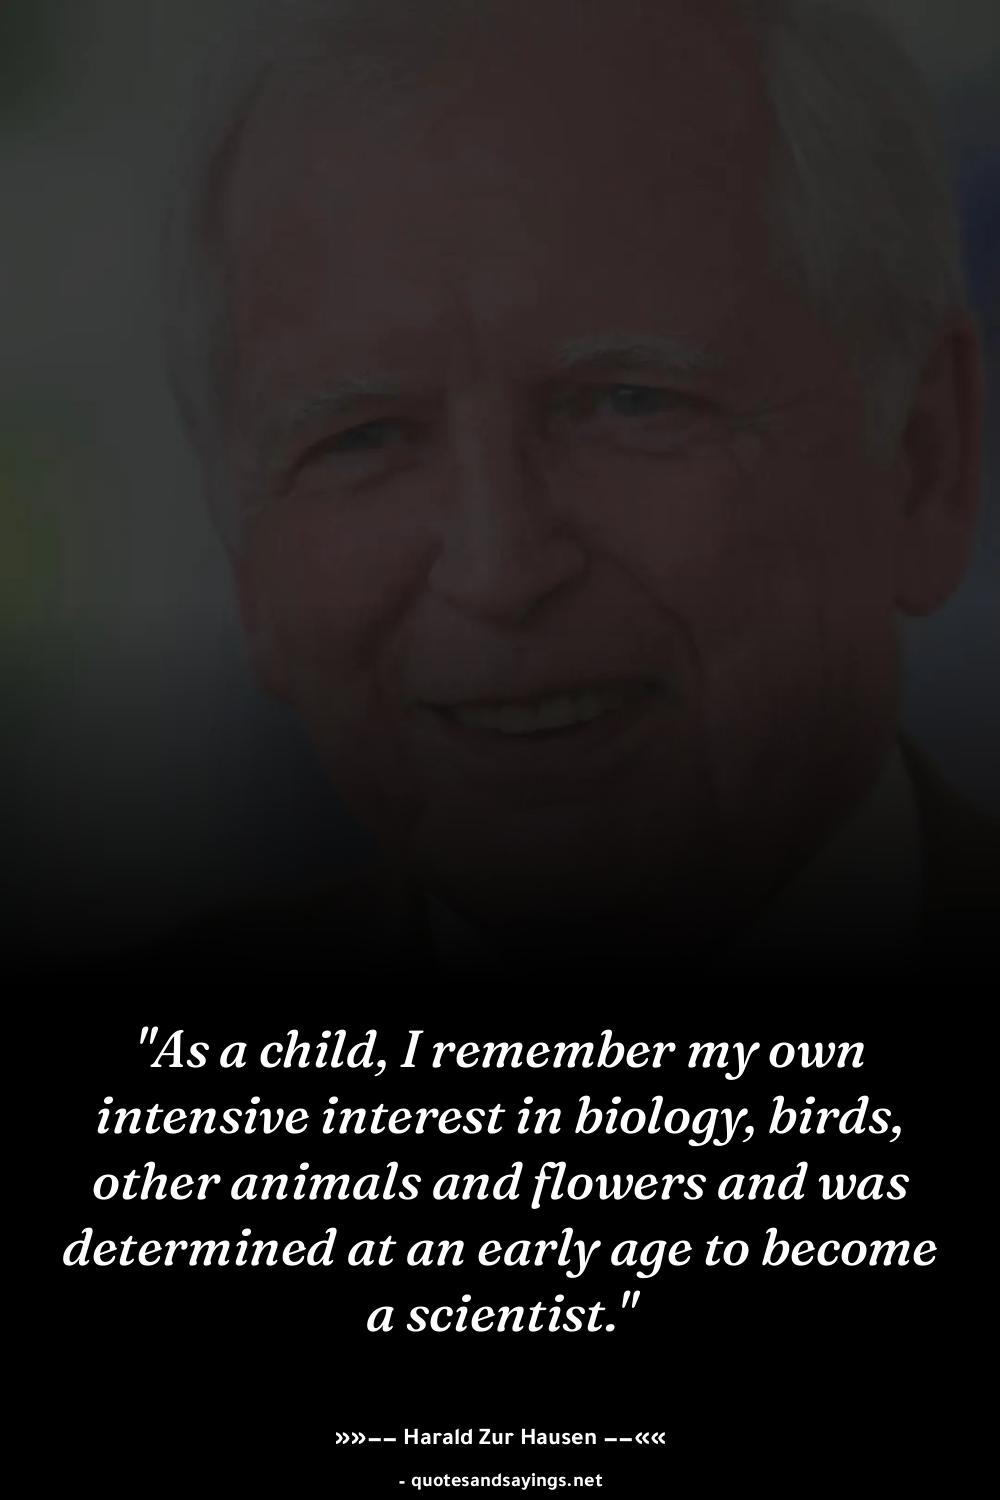 "As a child, I remember my own
intensive interest in biology, birds,
other animals and flowers and was
determined at an early age to become
a scientist."
»»−− Harald Zur Hausen −−««
- quotesandsayings.net